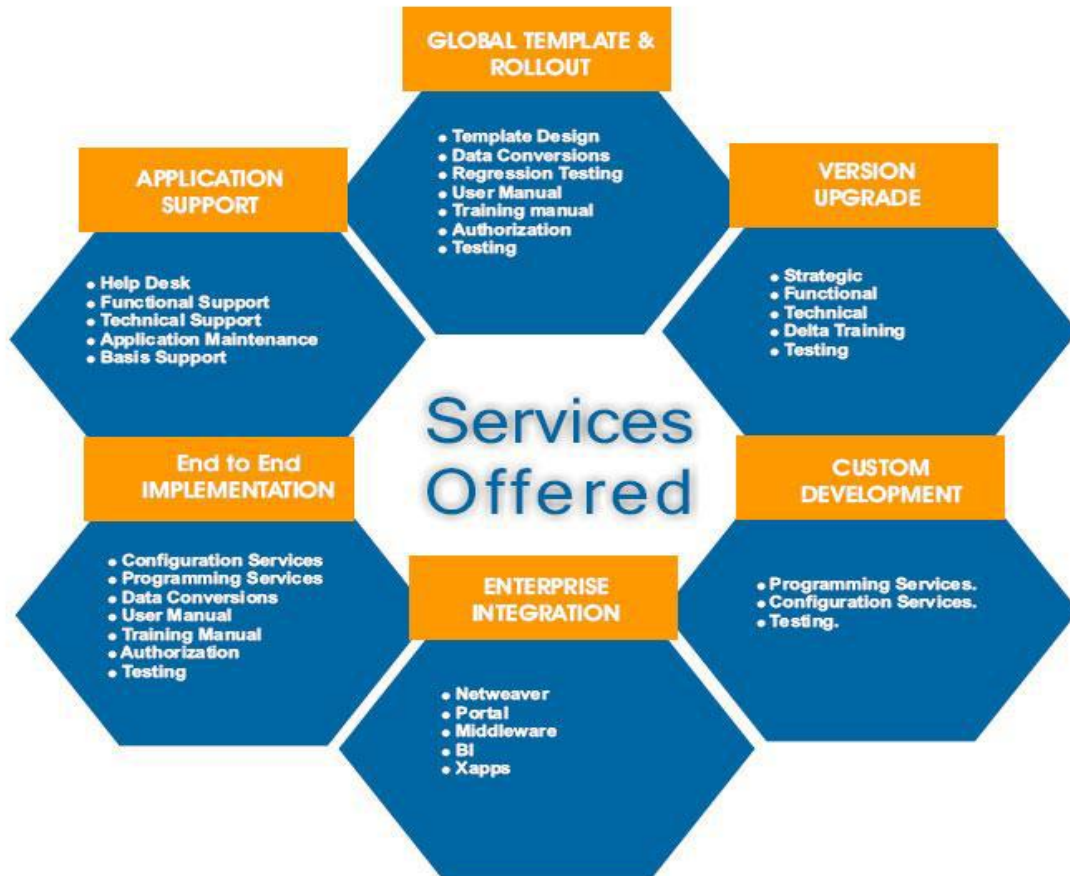 GLOBAL TEMPLATE &
ROLLOUT
• Template Design
• Data Conversions
• Regression Testing
• User Manual
• Training manual
• Authorization
• Testing
APPLICATION
SUPPORT
• Help Desk
• Functional Support
• Technical Support
• Application Maintenance
• Basis Support
VERSION
UPGRADE
• Strategic
• Functional
• Technical
• Delta Training
• Testing
Services
Offered
End to End
IMPLEMENTATION
• Configuration Services
• Programming Services
• Data Conversions
• User Manual
• Training Manual
• Authorization
• Testing
ENTERPRISE
INTEGRATION
• Netweaver
• Portal
• Middleware
• BI
• Xapps
CUSTOM
DEVELOPMENT
• Programming Services.
• Configuration Services.
• Testing.